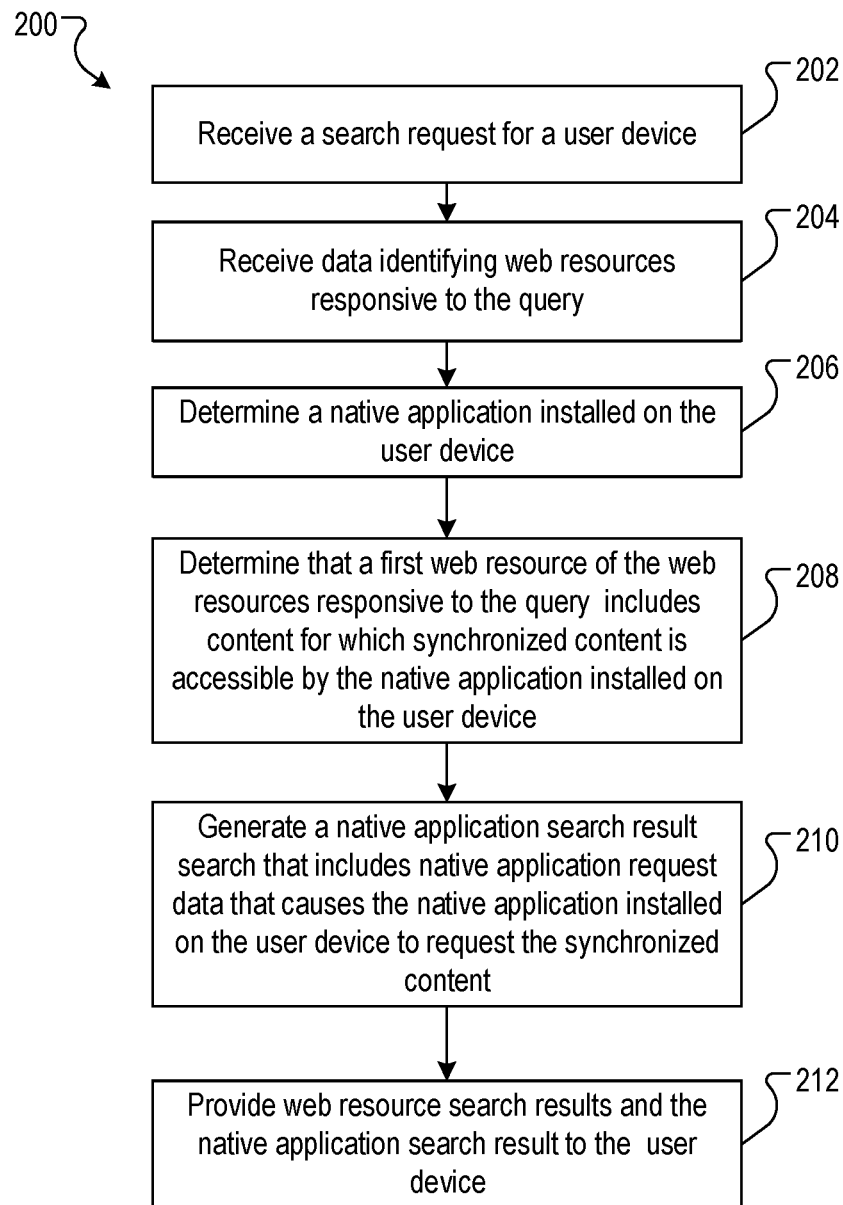 200
202
Receive a search request for a user device
204
Receive data identifying web resources
responsive to the query
206
Determine a native application installed on the
user device
208
Determine that a first web resource of the web
resources responsive to the query includes
content for which synchronized content is
accessible by the native application installed on
the user device
210
Generate a native application search result
search that includes native application request
data that causes the native application installed
on the user device to request the synchronized
content
212
Provide web resource search results and the
native application search result to the user
device